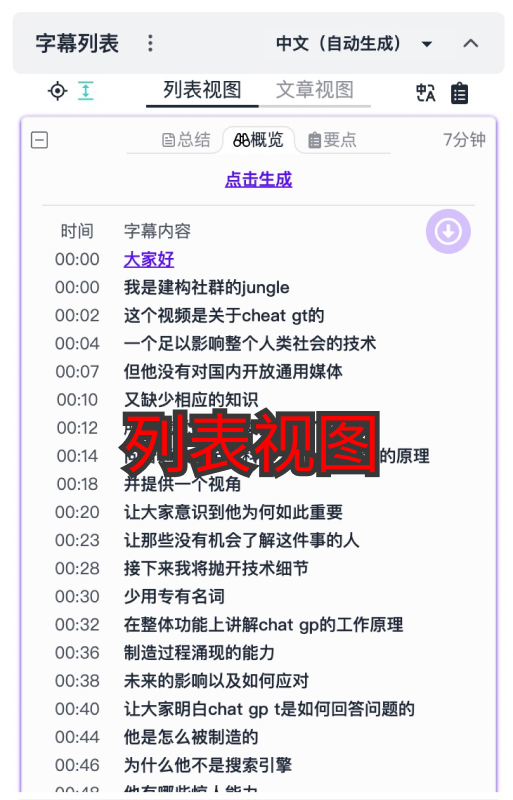 字幕列表
中文（自动生成）
列表视图 文章视图
总结 概览 要点 7分钟
点击生成
时间 字幕内容
00:00 大家好
00:00 我是建构社群的jungle
00:02 这个视频是关于cheat gt的
00:04 一个足以影响整个人类社会的技术
00:07 但他没有对国内开放通用媒体
00:10 又缺少相应的知识
00:12
列表视图
00:14 的原理
00:18 并提供一个视角
00:20 让大家意识到他为何如此重要
00:23 让那些没有机会了解这件事的人
00:28 接下来我将抛开技术细节
00:30 少用专有名词
00:32 在整体功能上讲解chat gp的工作原理
00:36 制造过程涌现的能力
00:38 未来的影响以及如何应对
00:40 让大家明白chat gp t是如何回答问题的
00:44 他是怎么被制造的
00:46 为什么他不是搜索引擎
00:48 他有哪些惊人能力